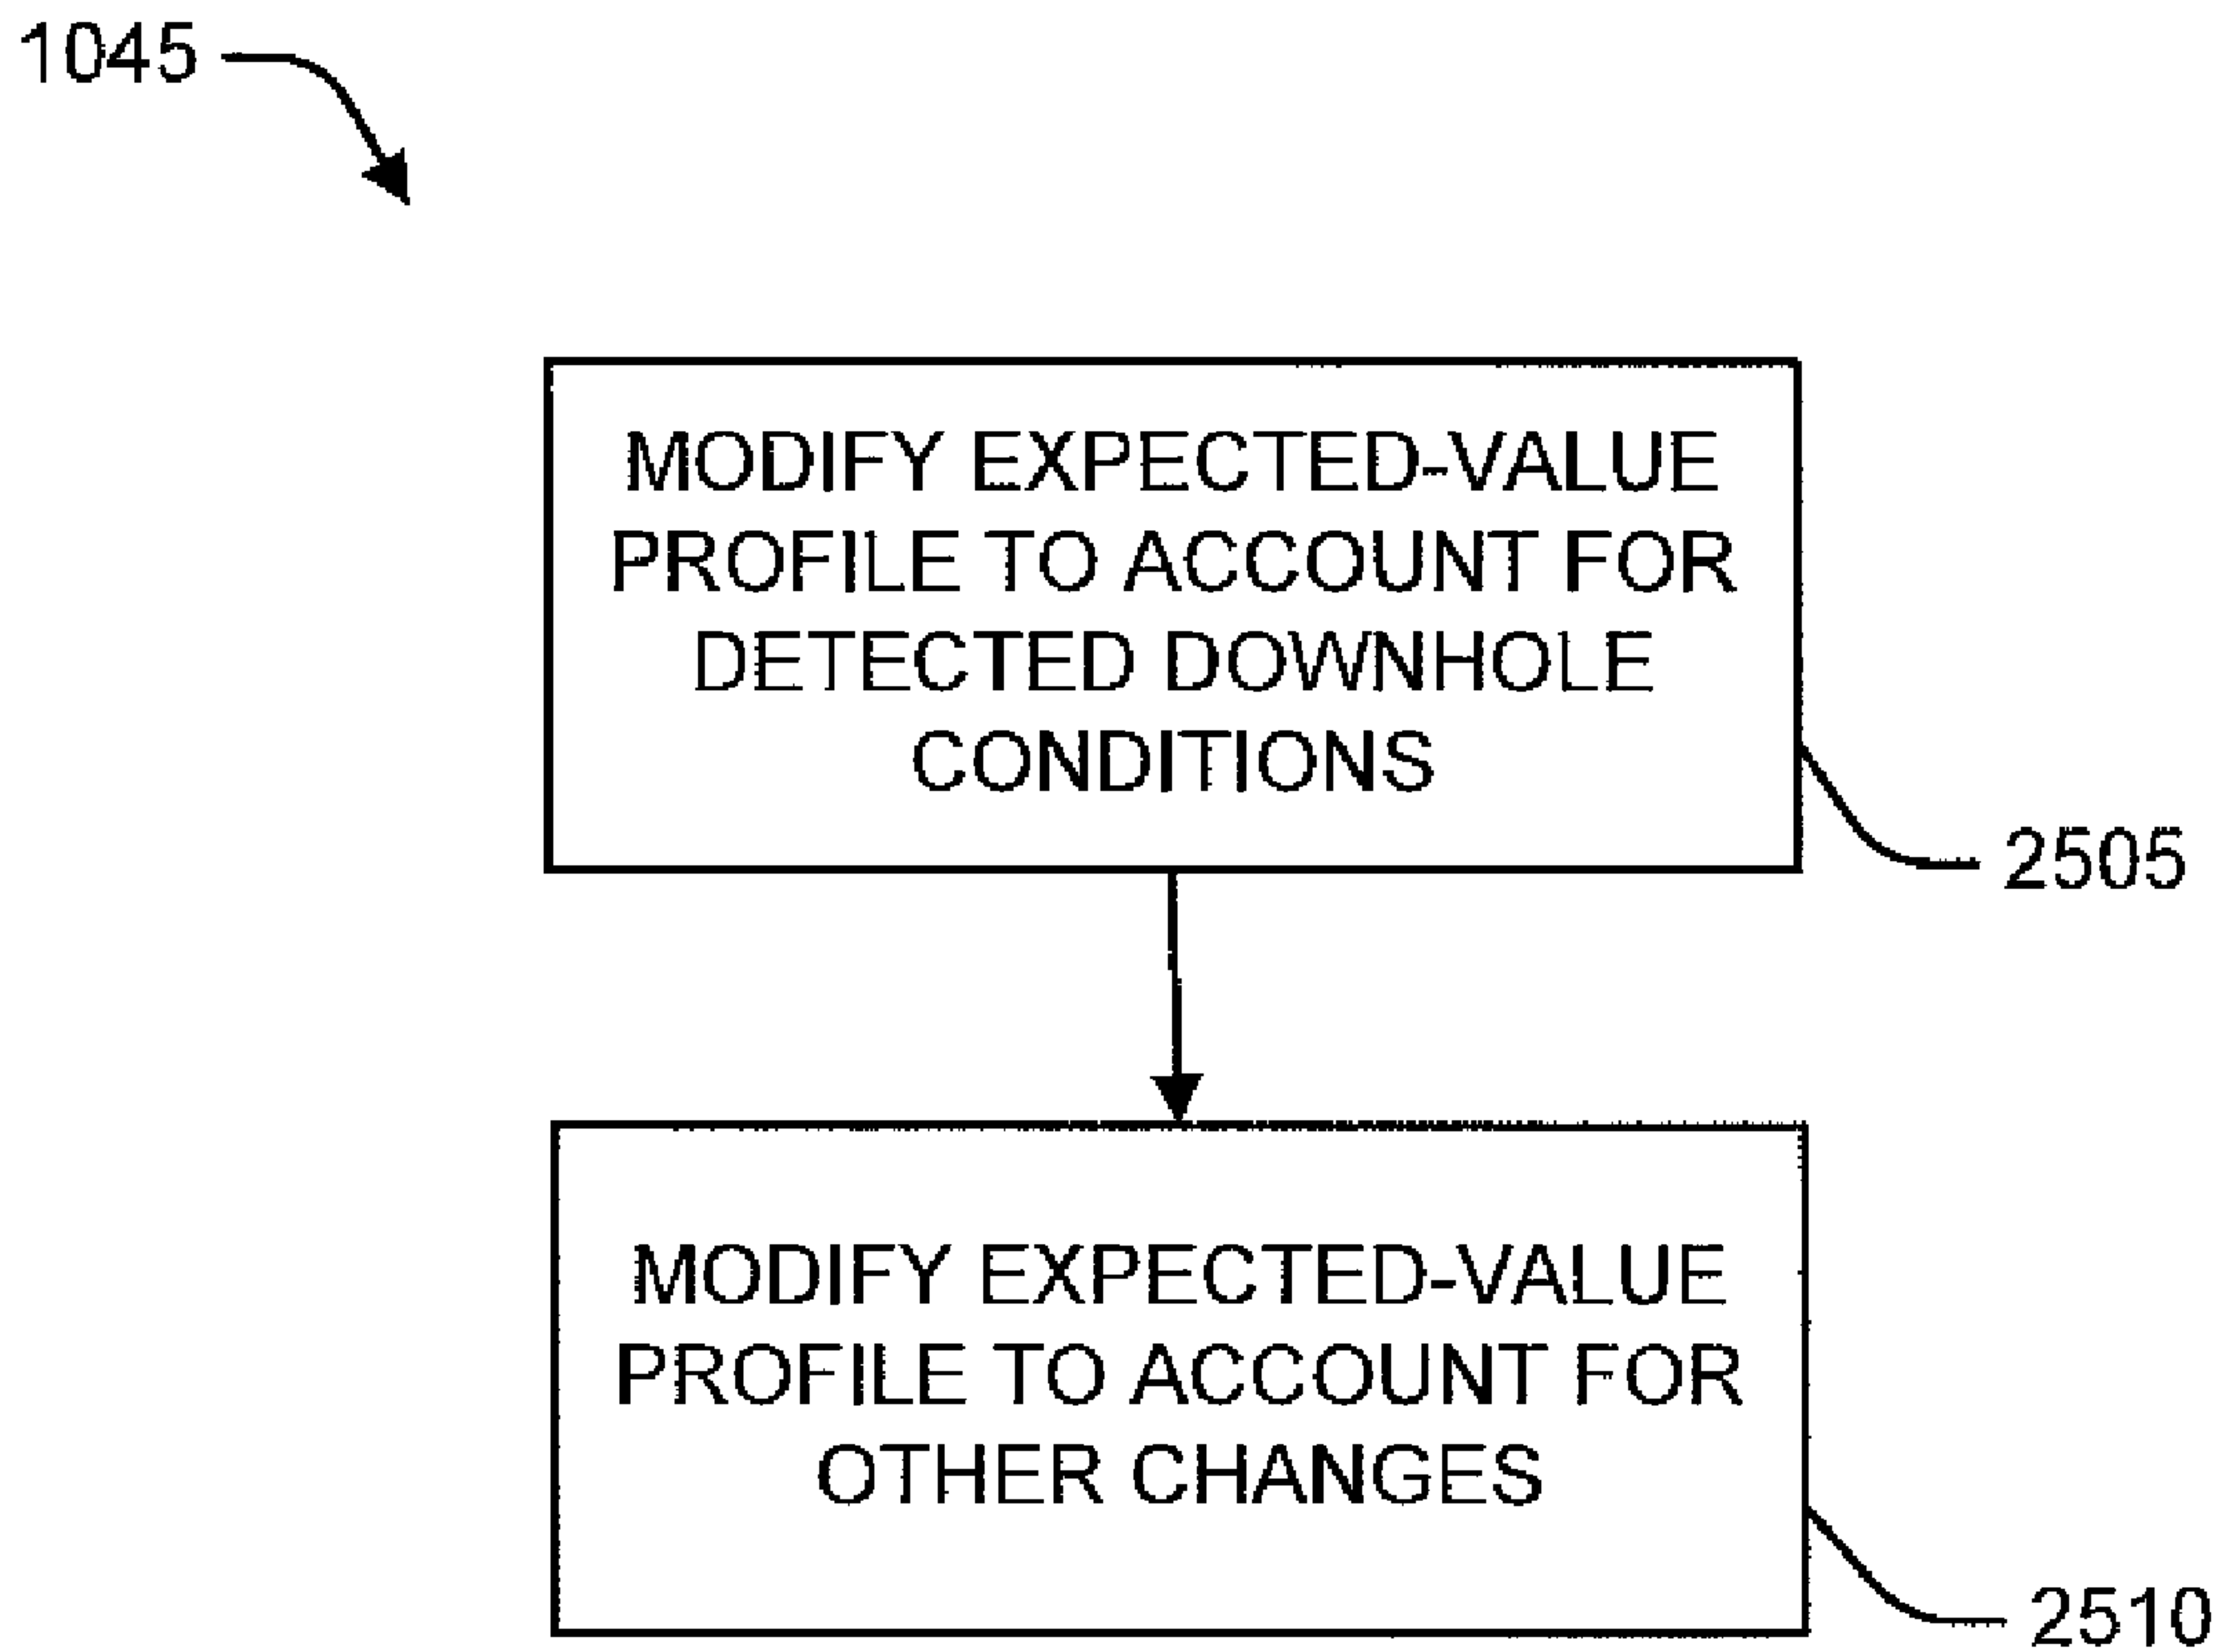 1045
MODIFY EXPECTED-VALUE
PROFILE TO ACCOUNT FOR
DETECTED DOWNHOLE
CONDITIONS
2505
MODIFY EXPECTED-VALUE
PROFILE TO ACCOUNT FOR
OTHER CHANGES
2510